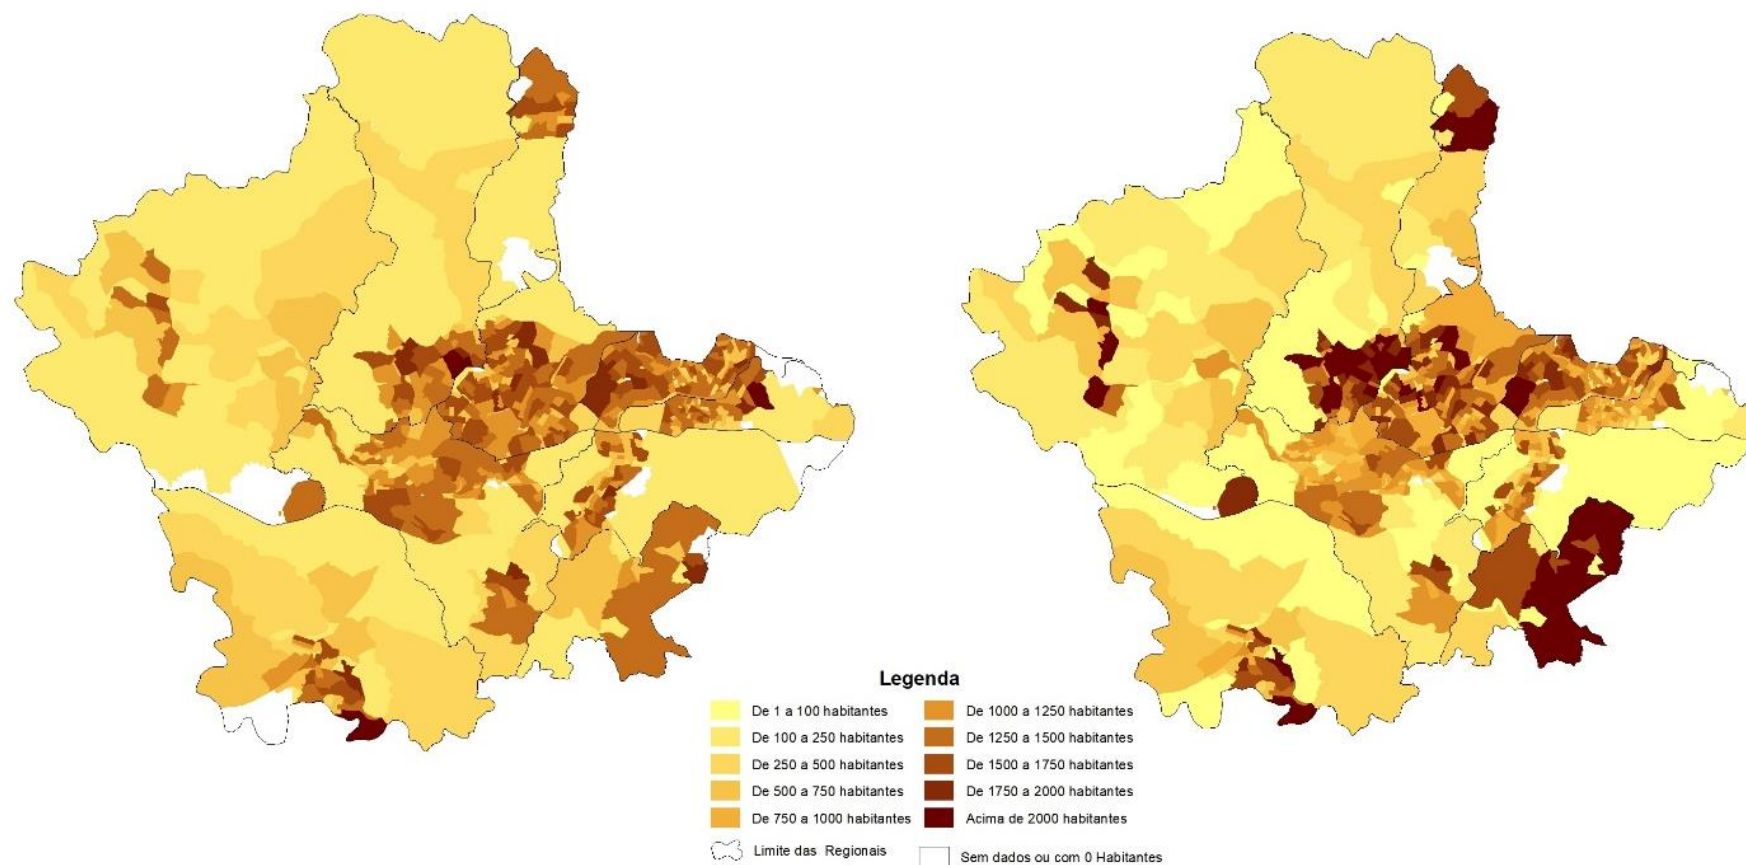 Legenda
De 1 a 100 habitantes
De 100 a 250 habitantes
De 250 a 500 habitantes
De 500 a 750 habitantes
De 750 a 1000 habitantes
Limite das Regionais
De 1000 a 1250 habitantes
De 1250 a 1500 habitantes
De 1500 a 1750 habitantes
De 1750 a 2000 habitantes
Acima de 2000 habitantes
Sem dados ou com 0 Habitantes